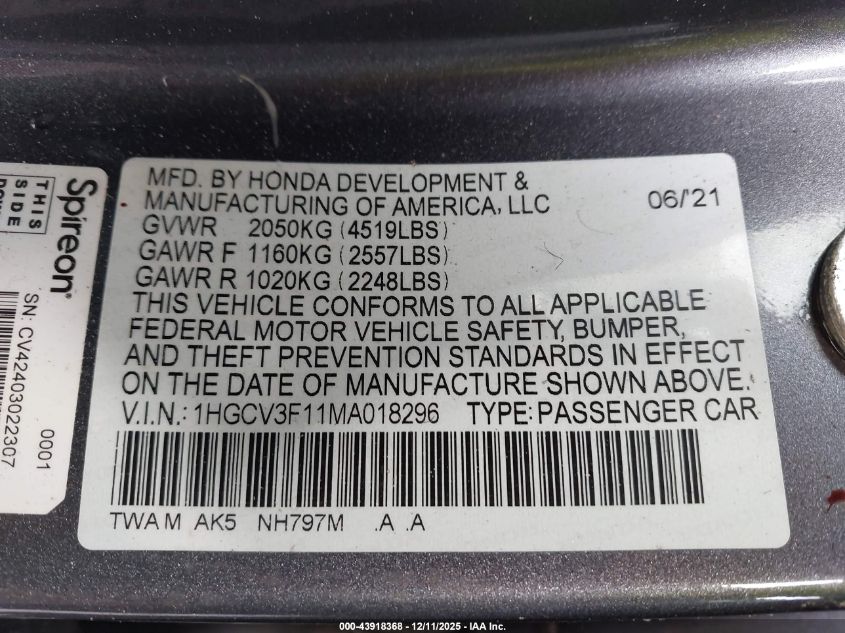 MFD. BY HONDA DEVELOPMENT &
MANUFACTURING OF AMERICA, LLC 06/21
GVWR 2050KG (4519LBS)
GAWR F 1160KG (2557LBS)
GAWR R 1020KG (2248LBS)
THIS VEHICLE CONFORMS TO ALL APPLICABLE
FEDERAL MOTOR VEHICLE SAFETY, BUMPER,
AND THEFT PREVENTION STANDARDS IN EFFECT
ON THE DATE OF MANUFACTURE SHOWN ABOVE.
V.I.N.: 1HGCV3F11MA018296 TYPE: PASSENGER CAR
TWA M AK5 NH797M .A .A
Spireon
THIS
SIDE
SN: CV42403022307
0001
000-43918368 - 12/11/2025 - IAA Inc.